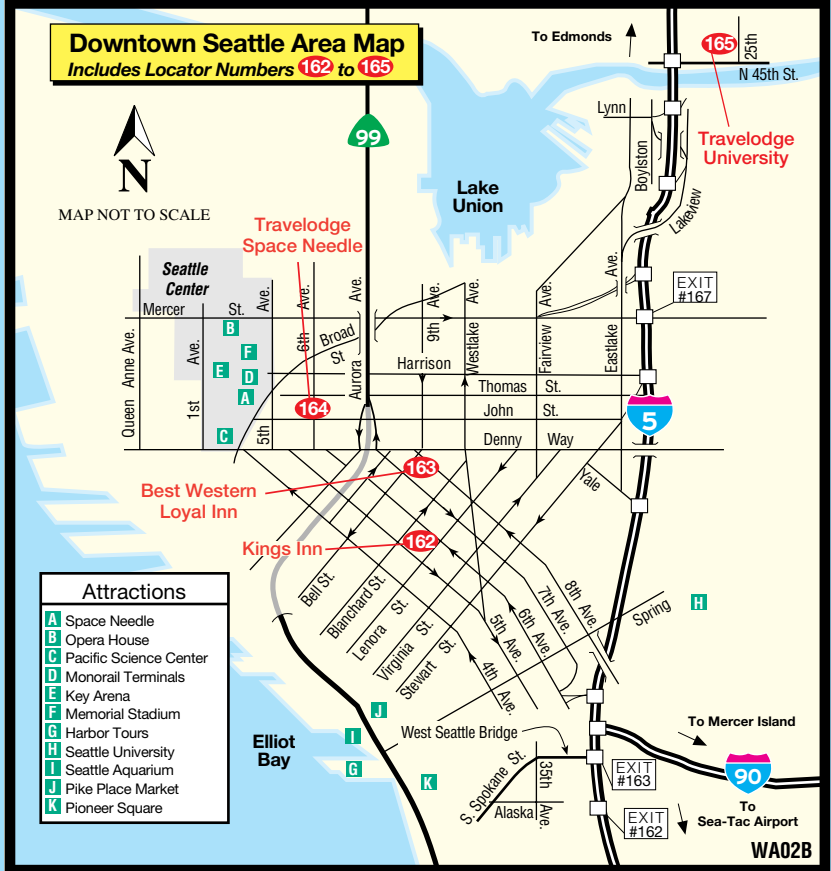 Downtown Seattle Area Map
Includes Locator Numbers 162 to 165
To Edmonds
165
25th
N 45th St.
99
N
MAP NOT TO SCALE
Lynn
Boylston
Travelodge
University
Lake
Union
Lakeview
Travelodge
Space Needle
Seattle
Center
EXIT
#167
Mercer St.
Queen Anne Ave.
1st Ave.
5th Ave.
6th Ave.
Broad
St
Aurora Ave.
9th Ave.
Westlake Ave.
Fairview Ave.
Eastlake Ave.
B
F
E
D
A
C
Harrison
Thomas St.
John St.
Denny Way
164
5
163
Best Western
Loyal Inn
Yale
Kings Inn
162
Bell St.
Blanchard St.
Lenora St.
Virginia St.
Stewart St.
4th Ave.
5th Ave.
6th Ave.
7th Ave.
8th Ave.
Spring
H
Attractions
A Space Needle
B Opera House
C Pacific Science Center
D Monorail Terminals
E Key Arena
F Memorial Stadium
G Harbor Tours
H Seattle University
I Seattle Aquarium
J Pike Place Market
K Pioneer Square
Elliot
Bay
J
I
G
K
West Seattle Bridge
S. Spokane St.
35th Ave.
Alaska
To Mercer Island
90
EXIT
#163
EXIT
#162
To
Sea-Tac Airport
WA02B